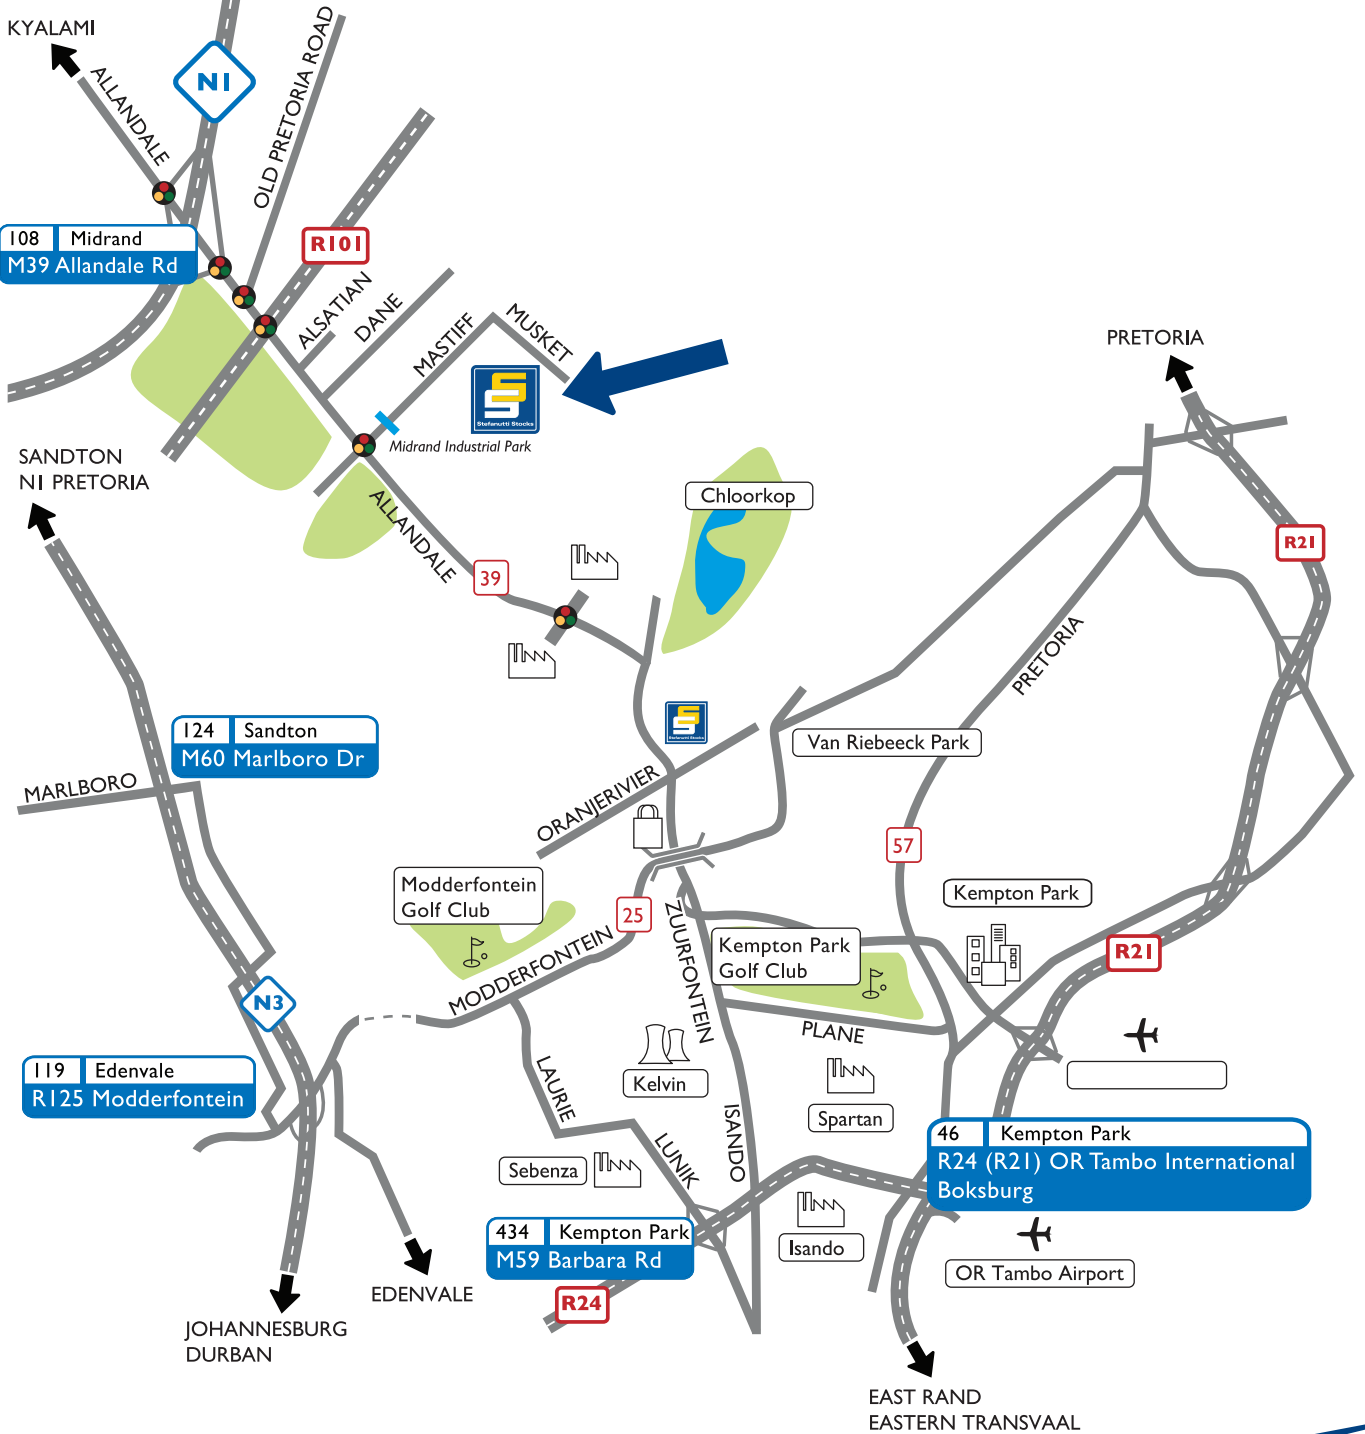 KYALAMI
ALLANDALE
N1
OLD PRETORIA ROAD
108 Midrand
M39 Allandale Rd
R101
ALSATIAN
DANE
MASTIFF
MUSKET
Stefanutti Stocks
Midrand Industrial Park
PRETORIA
SANDTON
N1 PRETORIA
ALLANDALE
39
Chloorkop
R21
PRETORIA
124 Sandton
M60 Marlboro Dr
MARLBORO
Stefanutti Stocks
Van Riebeeck Park
ORANJERIVIER
57
Modderfontein
Golf Club
25
ZUURFONTEIN
Kempton Park
Kempton Park
Golf Club
R21
MODDERFONTEIN
N3
PLANE
119 Edenvale
R125 Modderfontein
LAURIE
Kelvin
Spartan
ISANDO
LUNIK
Sebenza
46 Kempton Park
R24 (R21) OR Tambo International
Boksburg
434 Kempton Park
M59 Barbara Rd
Isando
OR Tambo Airport
R24
EDENVALE
JOHANNESBURG
DURBAN
EAST RAND
EASTERN TRANSVAAL